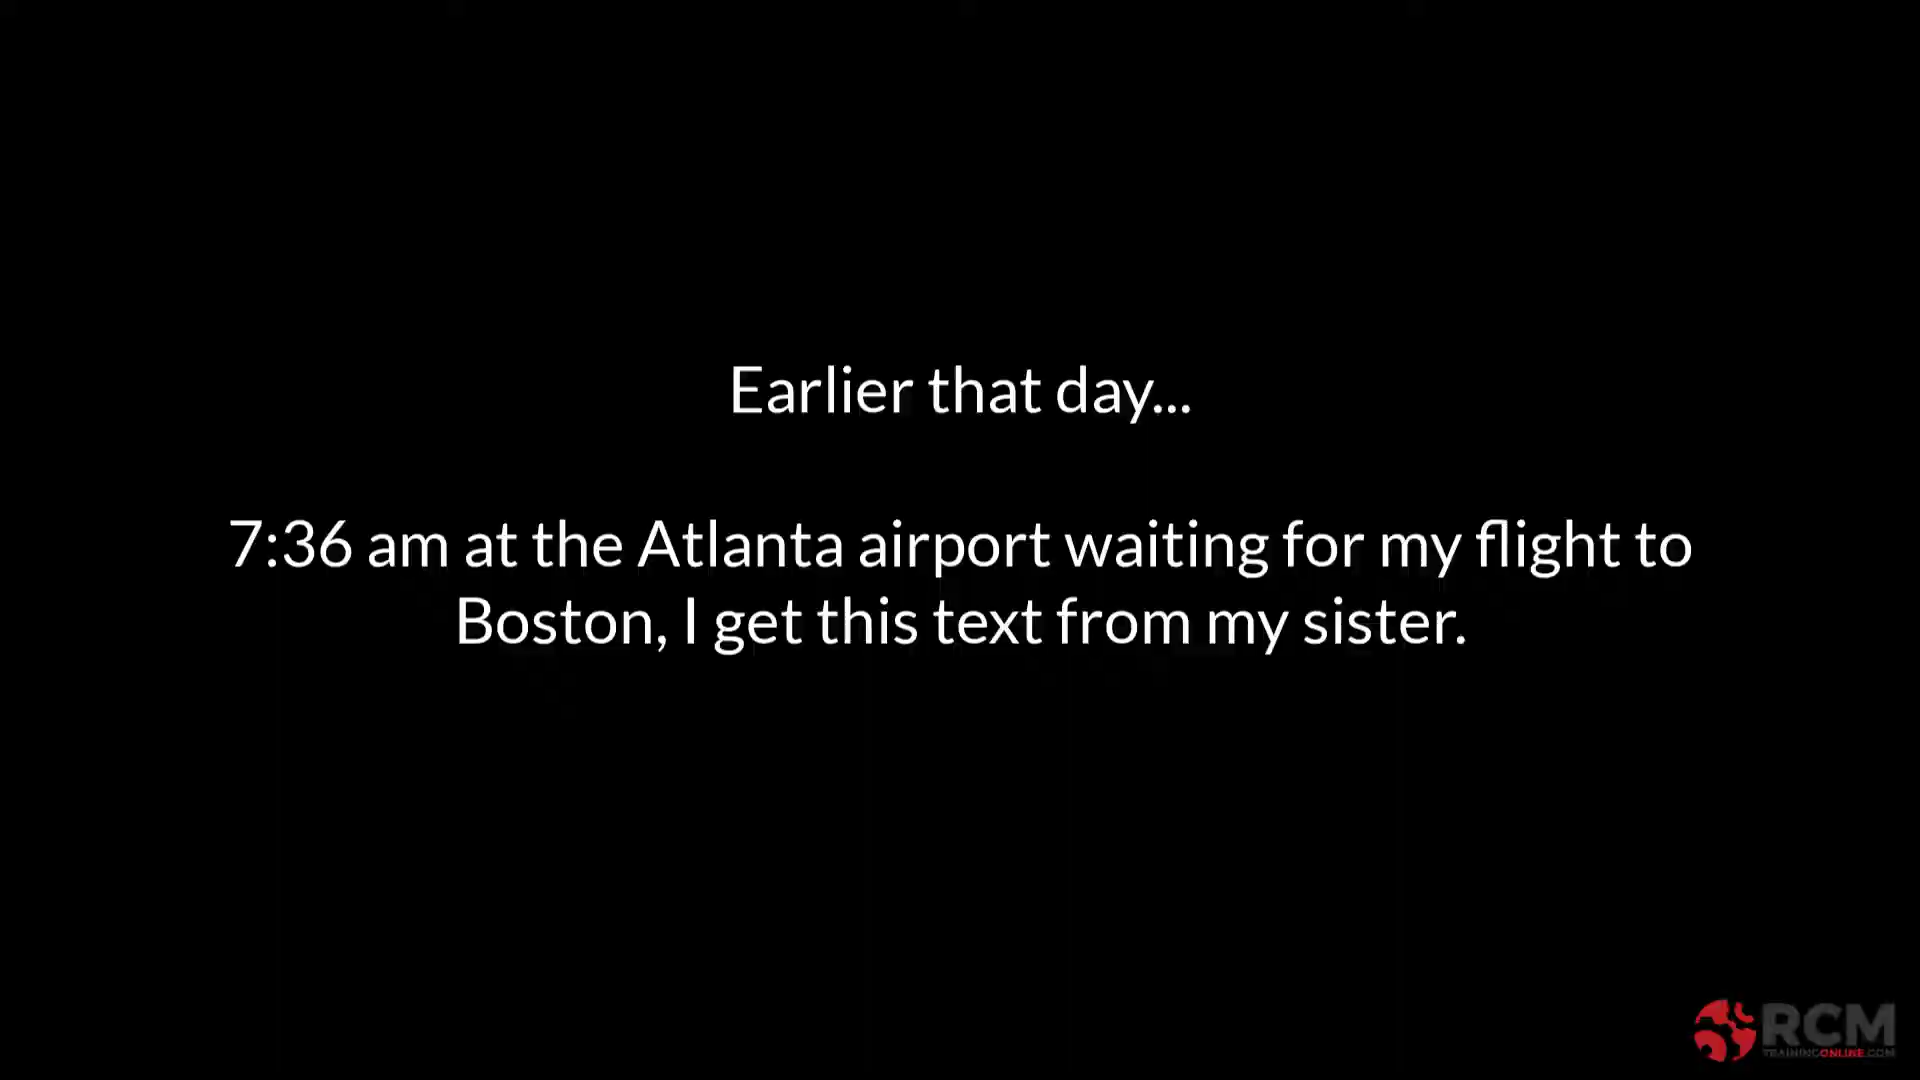 Earlier that day...
7:36 am at the Atlanta airport waiting for my flight to
Boston, I get this text from my sister.
RCM
TRAININGONLINE.COM